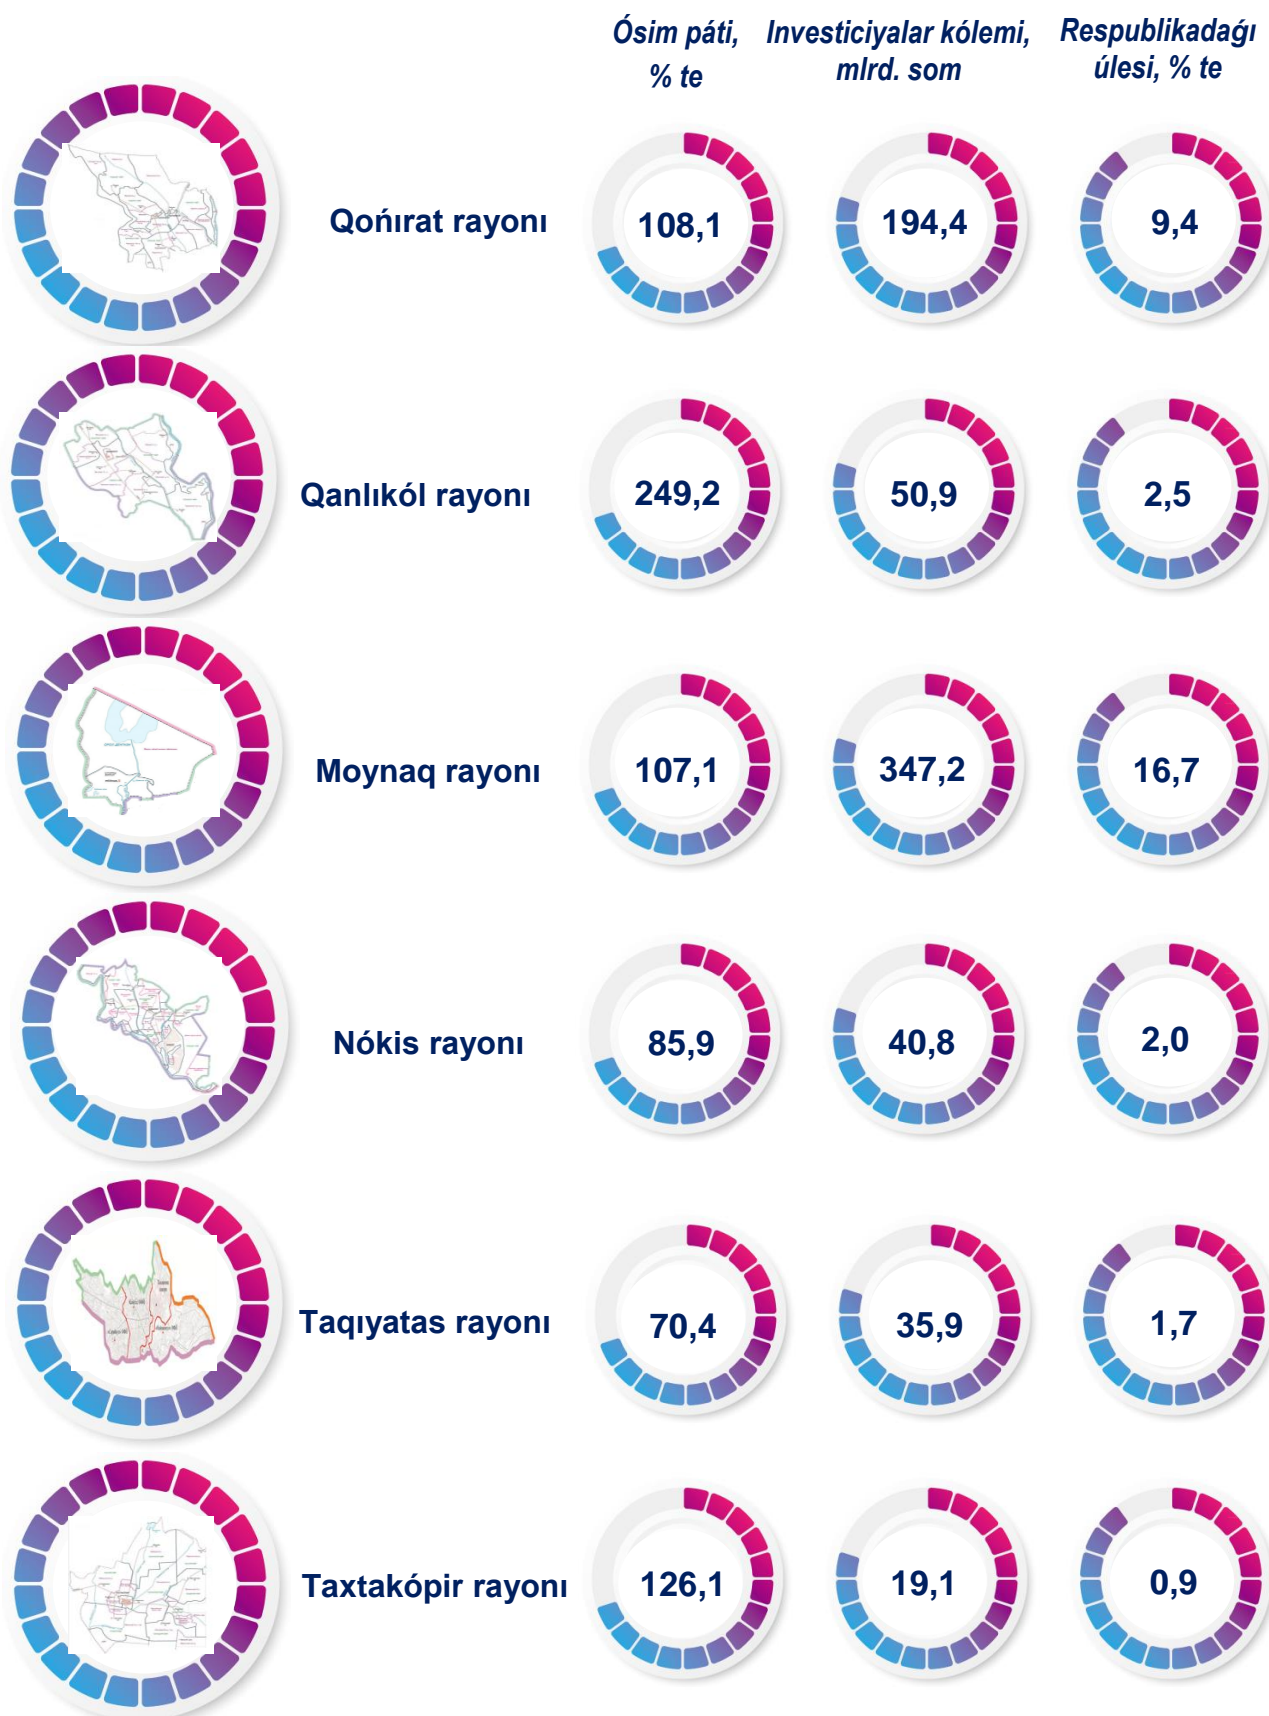 Ósim páti,
% te
Investiciyalar kólemi,
mlrd. som
Respublikadaǵı
úlesi, % te
Qońırat rayonı
108,1
194,4
9,4
Qanlıkól rayonı
249,2
50,9
2,5
Moynaq rayonı
107,1
347,2
16,7
Nókis rayonı
85,9
40,8
2,0
Taqıyatas rayonı
70,4
35,9
1,7
Taxtakópir rayonı
126,1
19,1
0,9